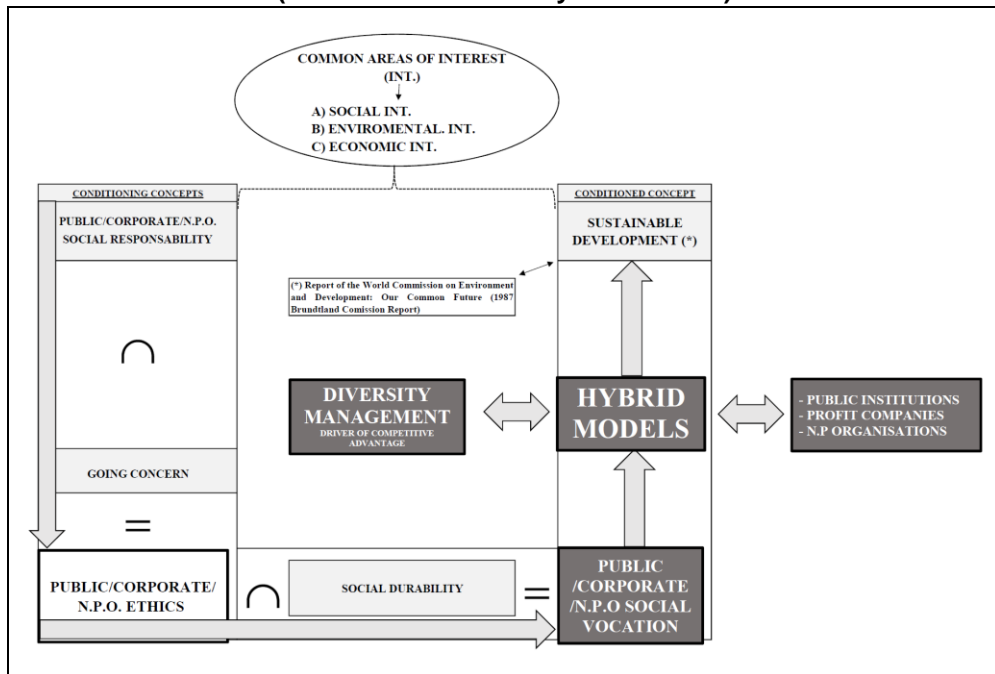 COMMON AREAS OF INTEREST
(INT.)
A) SOCIAL INT.
B) ENVIROMENTAL. INT.
C) ECONOMIC INT.
CONDITIONING CONCEPTS
PUBLIC/CORPORATE/N.P.O.
SOCIAL RESPONSABILITY
CONDITIONED CONCEPT
SUSTAINABLE
DEVELOPMENT (*)
(*) Report of the World Commission on Environment
and Development: Our Common Future (1987
Brundtland Comission Report)
∩
DIVERSITY
MANAGEMENT
DRIVER OF COMPETITIVE
ADVANTAGE
HYBRID
MODELS
- PUBLIC INSTITUTIONS
- PROFIT COMPANIES
- N.P ORGANISATIONS
GOING CONCERN
=
PUBLIC/CORPORATE/
N.P.O. ETHICS
∩
SOCIAL DURABILITY
=
PUBLIC
/CORPORATE
/N.P.O SOCIAL
VOCATION